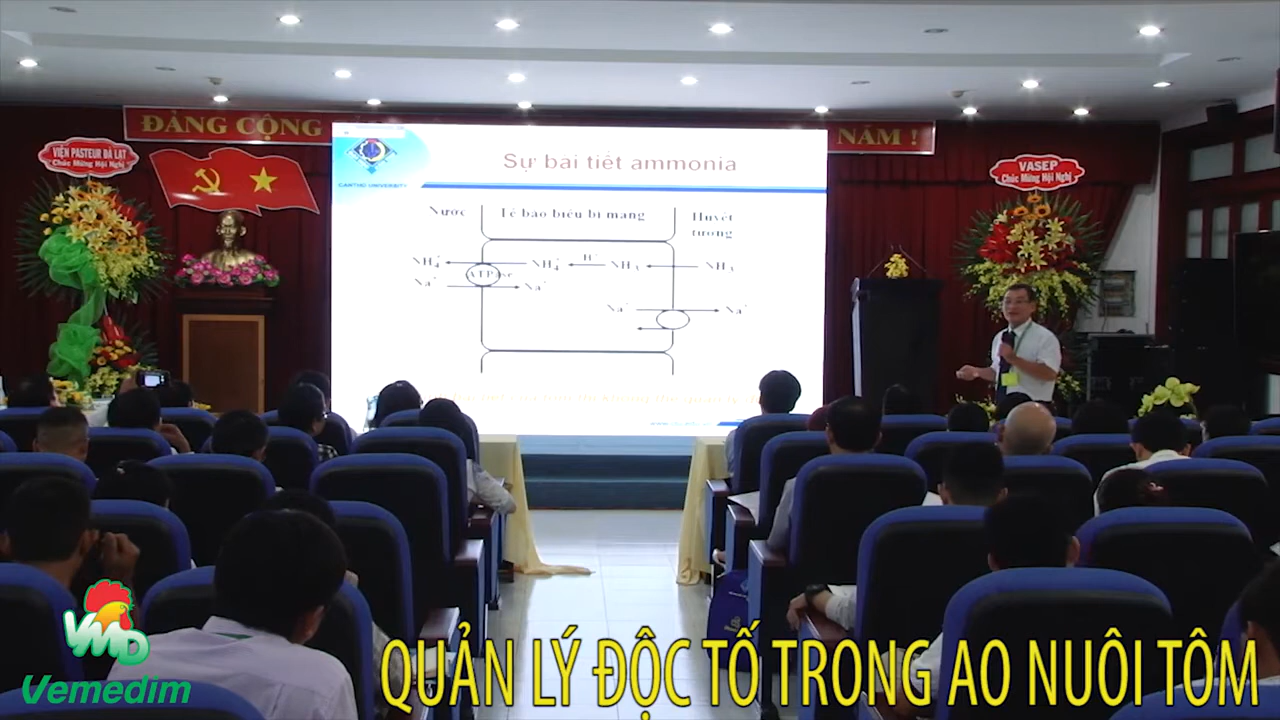 ĐẢNG CỘNG
NĂM !
VIỆN PASTEUR ĐÀ LẠT
Chúc Mừng Hội Nghị
VASEP
Chúc Mừng Hội Nghị
CANTHO UNIVERSITY
Sự bài tiết ammonia
Nước
Tế bào biểu bì mang
Huyết
tương
NH₄⁺
NH₄⁺
H⁺
NH₃
NH₃
ATPase
Na⁺
Na⁺
Na⁺
Na⁺
VMD
Vemedim
QUẢN LÝ ĐỘC TỐ TRONG AO NUÔI TÔM